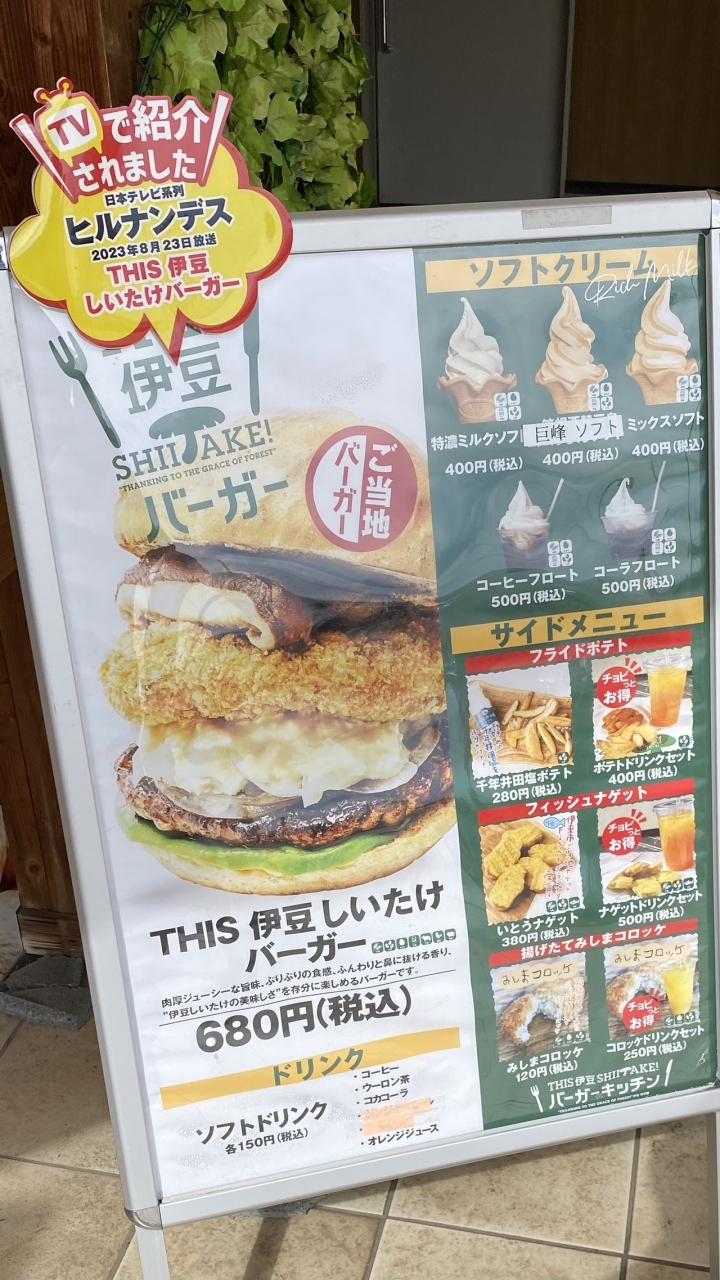 TVで紹介
されました
日本テレビ系列
ヒルナンデス
2023年8月23日放送
THIS 伊豆
しいたけバーガー
伊豆
SHIITAKE!
"THANKING TO THE GRACE OF FOREST"
バーガー
ご当地
バーガー
THIS 伊豆 しいたけ
バーガー
肉厚ジューシーな旨味、ぷりぷりの食感、ふんわりと鼻に抜ける香り、
"伊豆しいたけの美味しさ"を存分に楽しめるバーガーです。
680円(税込)
ドリンク
ソフトドリンク
各150円(税込)
・コーヒー
・ウーロン茶
・コカコーラ
・オレンジジュース
ソフトクリーム
Rich Milk
特濃ミルクソフト
400円(税込)
巨峰 ソフト
400円(税込)
ミックスソフト
400円(税込)
コーヒーフロート
500円(税込)
コーラフロート
500円(税込)
サイドメニュー
フライドポテト
千年井田塩ポテト
280円(税込)
チョビっと
お得
ポテトドリンクセット
400円(税込)
フィッシュナゲット
いとうナゲット
380円(税込)
チョビっと
お得
ナゲットドリンクセット
500円(税込)
揚げたてみしまコロッケ
みしまコロッケ
みしまコロッケ
120円(税込)
みしまコロッケ
チョビっと
お得
コロッケドリンクセット
250円(税込)
THIS 伊豆 SHIITAKE!
バーガーキッチン